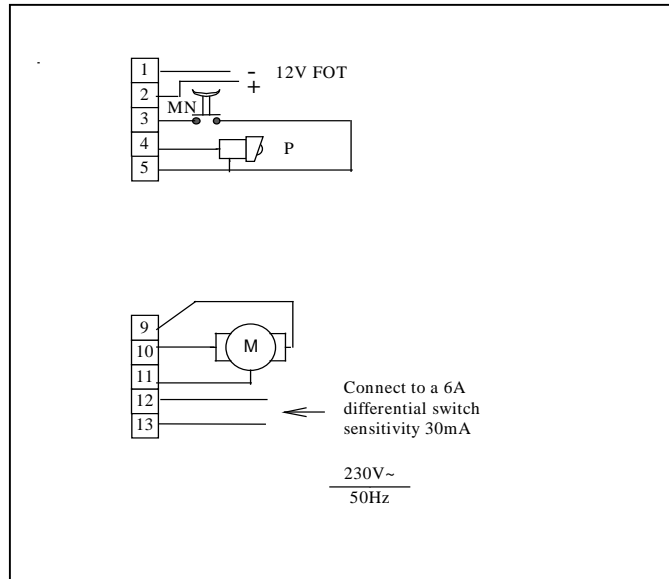 1
- 12V FOT
2
+
MN
3
4
P
5
9
10
M
11
12
13
Connect to a 6A
differential switch
sensitivity 30mA
230V~
50Hz